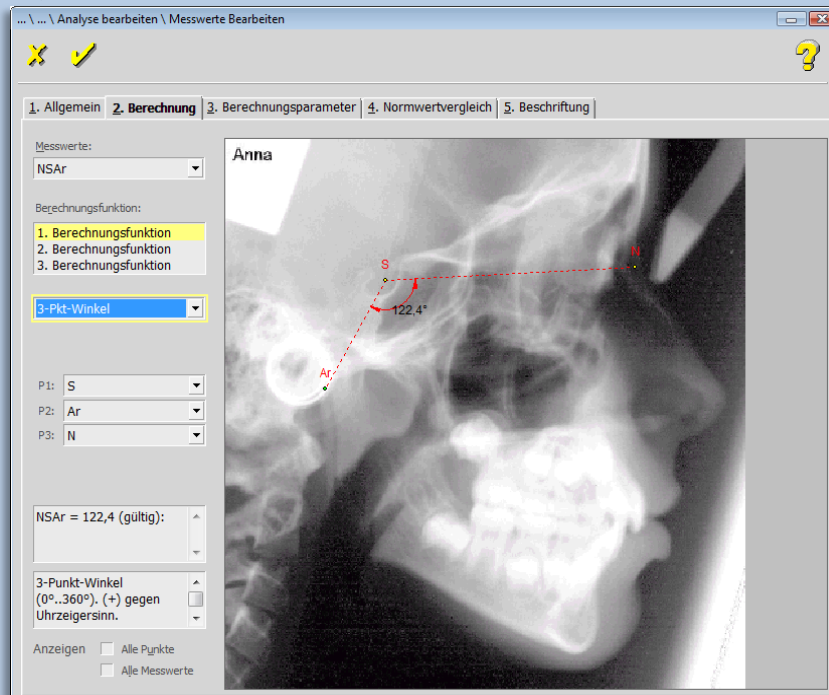 ... \ ... \ Analyse bearbeiten \ Messwerte Bearbeiten
1. Allgemein 2. Berechnung 3. Berechnungsparameter 4. Normwertvergleich 5. Beschriftung
Messwerte:
NSAr
Berechnungsfunktion:
1. Berechnungsfunktion
2. Berechnungsfunktion
3. Berechnungsfunktion
3-Pkt-Winkel
P1: S
P2: Ar
P3: N
NSAr = 122,4 (gültig):
3-Punkt-Winkel
(0°..360°). (+) gegen
Uhrzeigersinn.
Anzeigen Alle Punkte
Alle Messwerte
Anna
N
S
122,4°
Ar